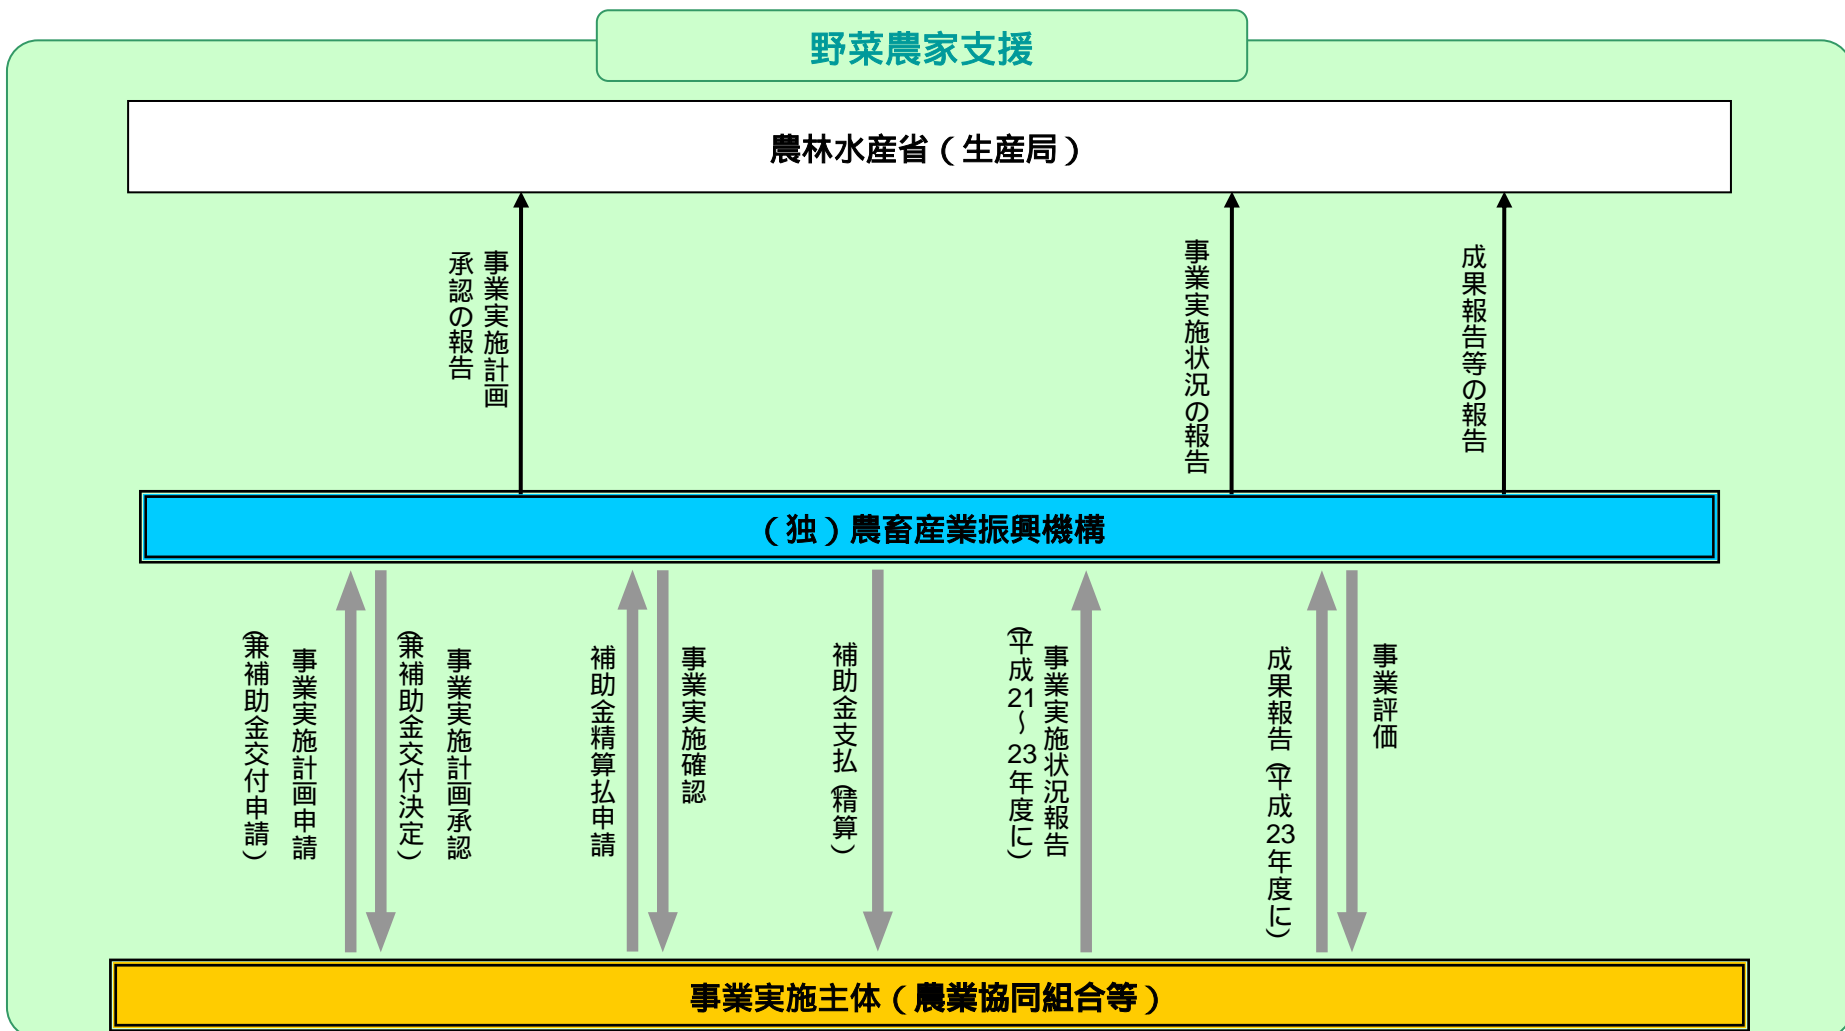 野菜農家支援
農林水産省（生産局）
事業実施計画
承認の報告
事業実施状況の報告
成果報告等の報告
（独）農畜産業振興機構
事業実施計画申請
（兼補助金交付申請）
事業実施計画承認
（兼補助金交付決定）
補助金精算払申請
事業実施確認
補助金支払（精算）
事業実施状況報告
（平成21～23年度に）
成果報告（平成23年度に）
事業評価
事業実施主体（農業協同組合等）